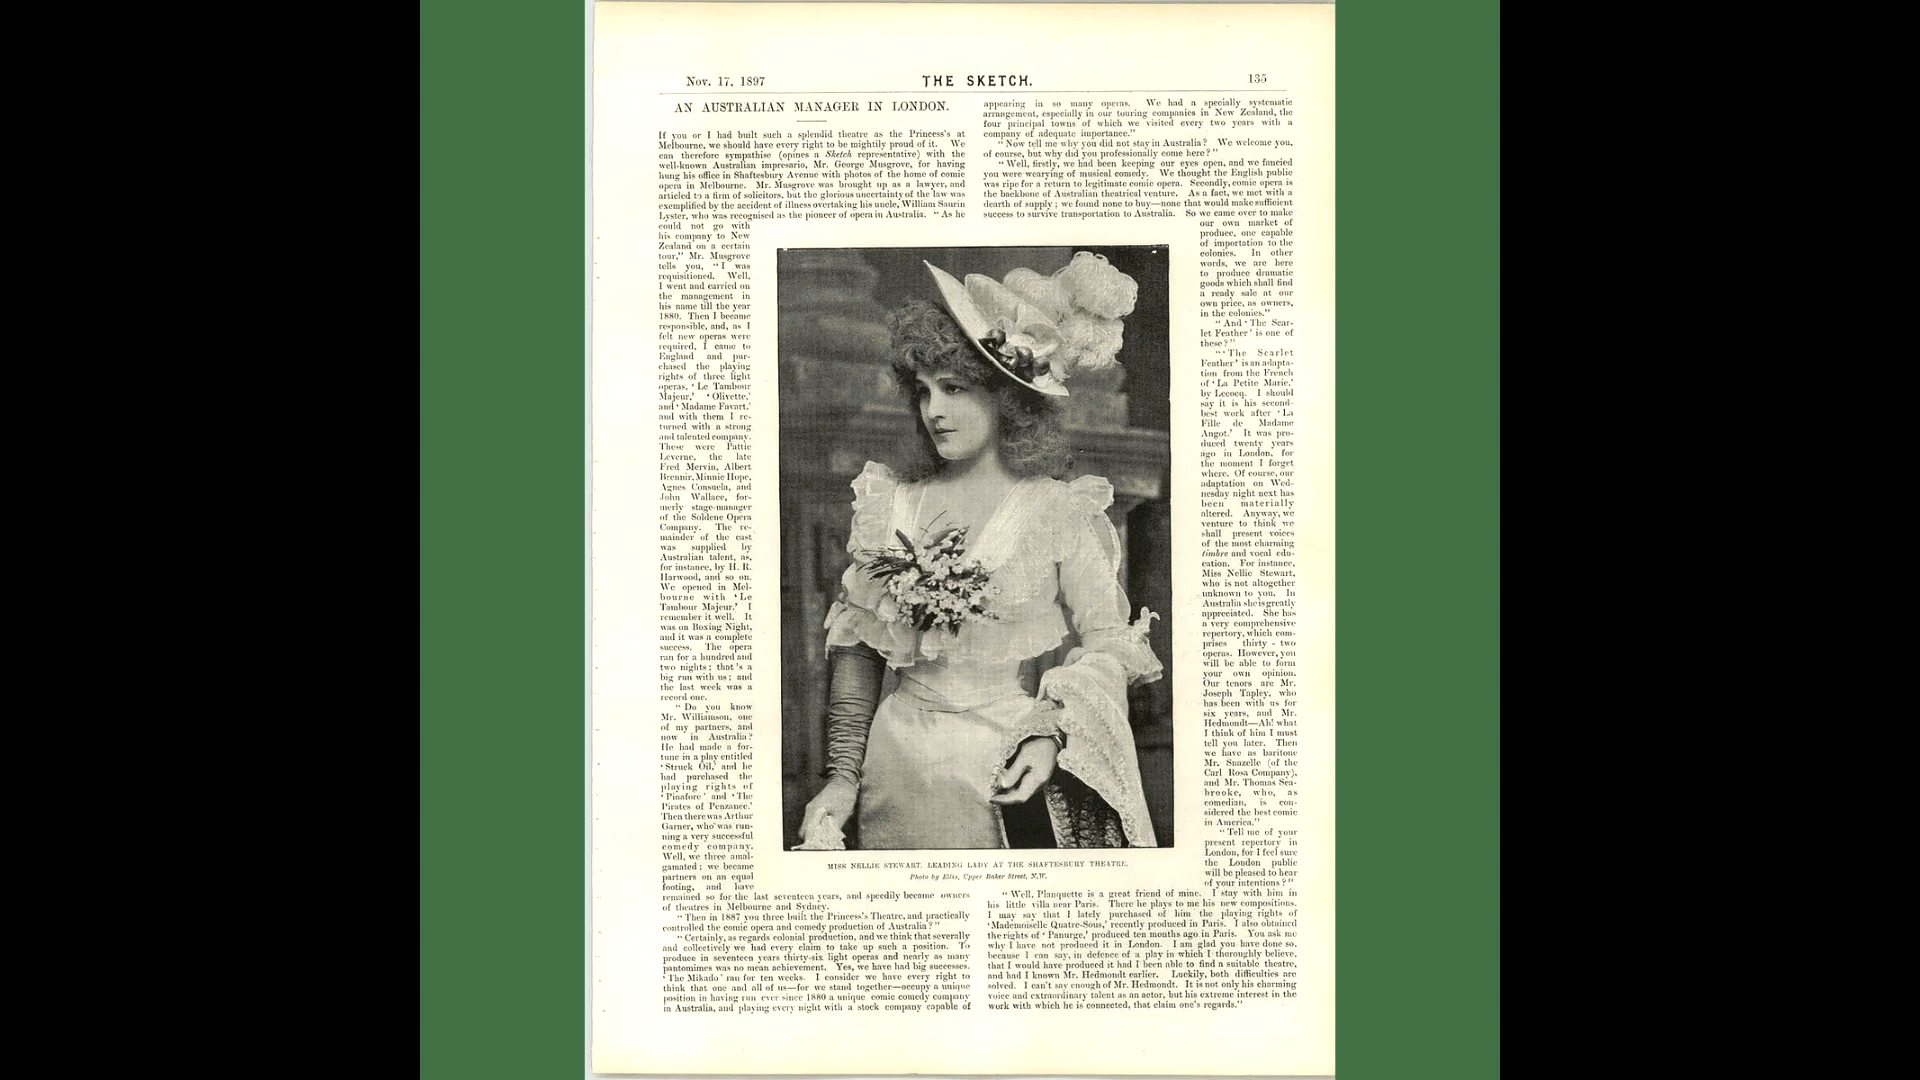 Nov. 17, 1897
THE SKETCH.
135
AN AUSTRALIAN MANAGER IN LONDON.
If you or I had built such a splendid theatre as the Princess's at
Melbourne, we should have every right to be mightily proud of it. We
can therefore sympathise (opines a Sketch representative) with the
well-known Australian impresario, Mr. George Musgrove, for having
hung his office in Shaftesbury Avenue with photos of the home of comic
opera in Melbourne. Mr. Musgrove was brought up as a lawyer, and
articled to a firm of solicitors, but the glorious uncertainty of the law was
exemplified by the accident of illness overtaking his uncle, William Saurin
Lyster, who was recognised as the pioneer of opera in Australia. "As he
could not go with
his company to New
Zealand on a certain
tour," Mr. Musgrove
tells you, "I was
requisitioned. Well,
I went and carried on
the management in
his name till the year
1880. Then I became
responsible, and, as I
felt new operas were
required, I came to
England and pur-
chased the playing
rights of three light
operas, 'Le Tambour
Majeur,' 'Olivette,'
and 'Madame Favart,'
and with them I re-
turned with a strong
and talented company.
These were Pattie
Leverne, the late
Fred Mervin, Albert
Brennir, Minnie Hope,
Agnes Consuela, and
John Wallace, for-
merly stage-manager
of the Soldene Opera
Company. The re-
mainder of the cast
was supplied by
Australian talent, as,
for instance, by H. R.
Harwood, and so on.
We opened in Mel-
bourne with 'Le
Tambour Majeur.' I
remember it well. It
was on Boxing Night,
and it was a complete
success. The opera
ran for a hundred and
two nights; that's a
big run with us; and
the last week was a
record one.
"Do you know
Mr. Williamson, one
of my partners, and
now in Australia?
He had made a for-
tune in a play entitled
'Struck Oil,' and he
had purchased the
playing rights of
'Pinafore' and 'The
Pirates of Penzance.'
Then there was Arthur
Garner, who was run-
ning a very successful
comedy company.
Well, we three amal-
gamated; we became
partners on an equal
footing, and have
remained so for the last seventeen years, and speedily became owners
of theatres in Melbourne and Sydney.
"Then in 1887 you three built the Princess's Theatre, and practically
controlled the comic opera and comedy production of Australia?"
"Certainly, as regards colonial production, and we think that severally
and collectively we had every claim to take up such a position. To
produce in seventeen years thirty-six light operas and nearly as many
pantomimes was no mean achievement. Yes, we have had big successes.
'The Mikado' ran for ten weeks. I consider we have every right to
think that one and all of us—for we stand together—occupy a unique
position in having run ever since 1880 a unique comic comedy company
in Australia, and playing every night with a stock company capable of
appearing in so many operas. We had a specially systematic
arrangement, especially in our touring companies in New Zealand, the
four principal towns of which we visited every two years with a
company of adequate importance."
"Now tell me why you did not stay in Australia? We welcome you,
of course, but why did you professionally come here?"
"Well, firstly, we had been keeping our eyes open, and we fancied
you were wearying of musical comedy. We thought the English public
was ripe for a return to legitimate comic opera. Secondly, comic opera is
the backbone of Australian theatrical venture. As a fact, we met with a
dearth of supply; we found none to buy—none that would make sufficient
success to survive transportation to Australia. So we came over to make
our own market of
produce, one capable
of importation to the
colonies. In other
words, we are here
to produce dramatic
goods which shall find
a ready sale at our
own price, as owners,
in the colonies."
"And 'The Scar-
let Feather' is one of
these?"
"'The Scarlet
Feather' is an adapta-
tion from the French
of 'La Petite Marie,'
by Lecocq. I should
say it is his second-
best work after 'La
Fille de Madame
Angot.' It was pro-
duced twenty years
ago in London, for
the moment I forget
where. Of course, our
adaptation on Wed-
nesday night next has
been materially
altered. Anyway, we
venture to think we
shall present voices
of the most charming
timbre and vocal edu-
cation. For instance,
Miss Nellie Stewart,
who is not altogether
unknown to you. In
Australia she is greatly
appreciated. She has
a very comprehensive
repertory, which com-
prises thirty-two
operas. However, you
will be able to form
your own opinion.
Our tenors are Mr.
Joseph Tapley, who
has been with us for
six years, and Mr.
Hedmondt—Ah! what
I think of him I must
tell you later. Then
we have as baritone
Mr. Snazelle (of the
Carl Rosa Company),
and Mr. Thomas Sea-
brooke, who, as
comedian, is con-
sidered the best comic
in America."
"Tell me of your
present repertory in
London, for I feel sure
the London public
will be pleased to hear
of your intentions?"
"Well, Planquette is a great friend of mine. I stay with him in
his little villa near Paris. There he plays to me his new compositions.
I may say that I lately purchased of him the playing rights of
'Mademoiselle Quatre-Sous,' recently produced in Paris. I also obtained
the rights of 'Panurge,' produced ten months ago in Paris. You ask me
why I have not produced it in London. I am glad you have done so,
because I can say, in defence of a play in which I thoroughly believe,
that I would have produced it had I been able to find a suitable theatre,
and had I known Mr. Hedmondt earlier. Luckily, both difficulties are
solved. I can't say enough of Mr. Hedmondt. It is not only his charming
voice and extraordinary talent as an actor, but his extreme interest in the
work with which he is connected, that claim one's regards."
MISS NELLIE STEWART, LEADING LADY AT THE SHAFTESBURY THEATRE.
Photo by Ellis, Upper Baker Street, N.W.